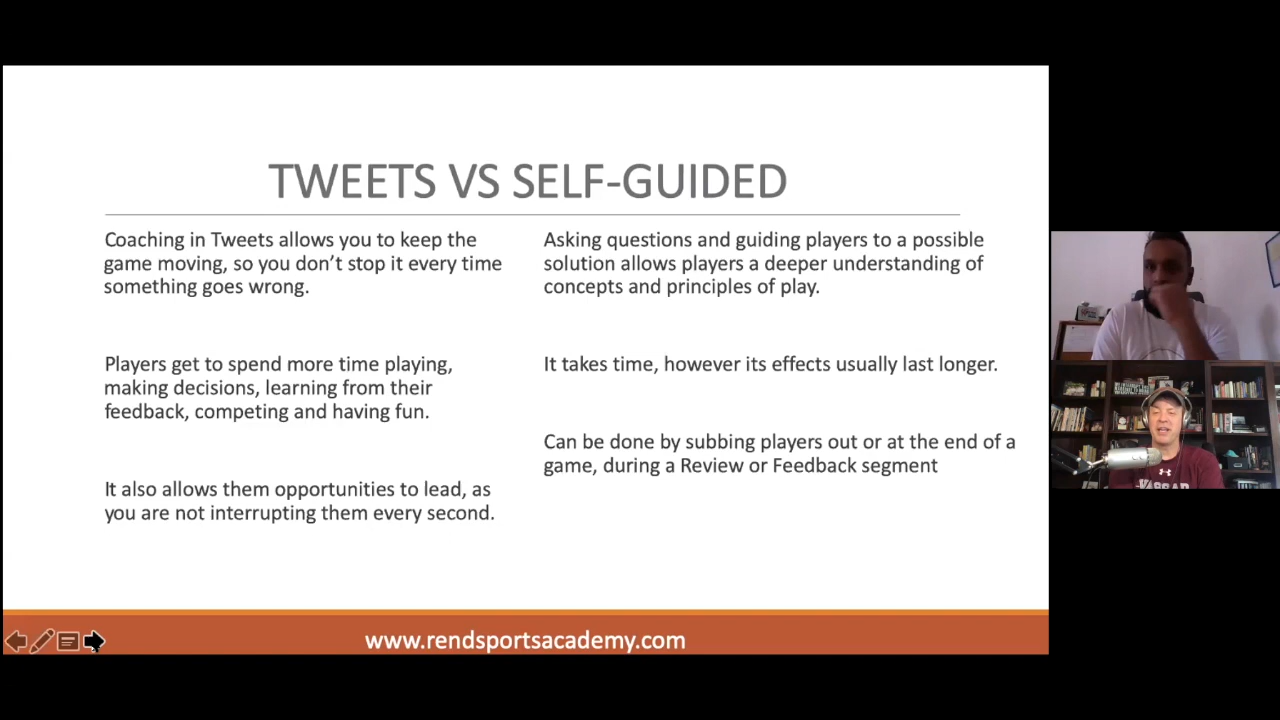 TWEETS VS SELF-GUIDED
Coaching in Tweets allows you to keep the
game moving, so you don’t stop it every time
something goes wrong.
Players get to spend more time playing,
making decisions, learning from their
feedback, competing and having fun.
It also allows them opportunities to lead, as
you are not interrupting them every second.
Asking questions and guiding players to a possible
solution allows players a deeper understanding of
concepts and principles of play.
It takes time, however its effects usually last longer.
Can be done by subbing players out or at the end of a
game, during a Review or Feedback segment
www.rendsportsacademy.com